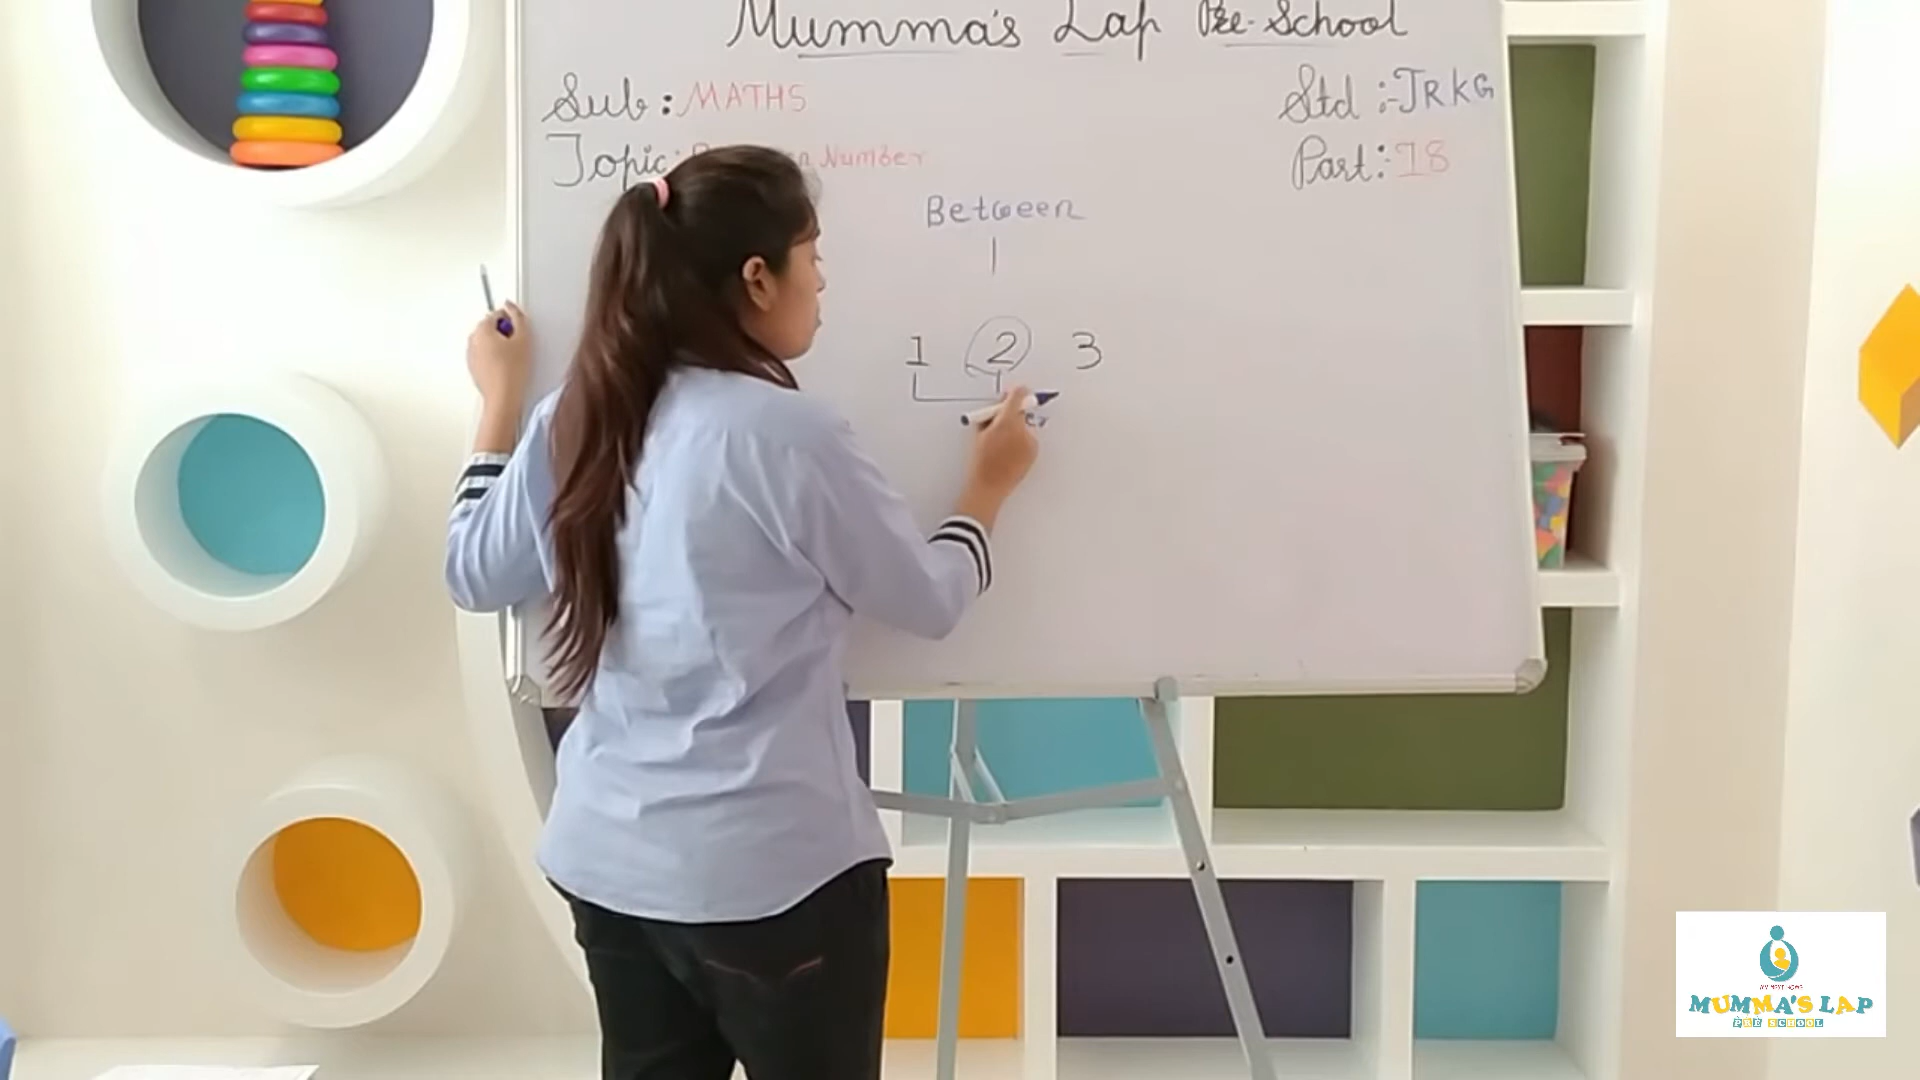 Mumma's Lap Pre-School
Sub: MATHS
Std :- JRKG
Topic: Number
Part: 18
Between
1 2 3
MUMMA'S LAP
PRE SCHOOL